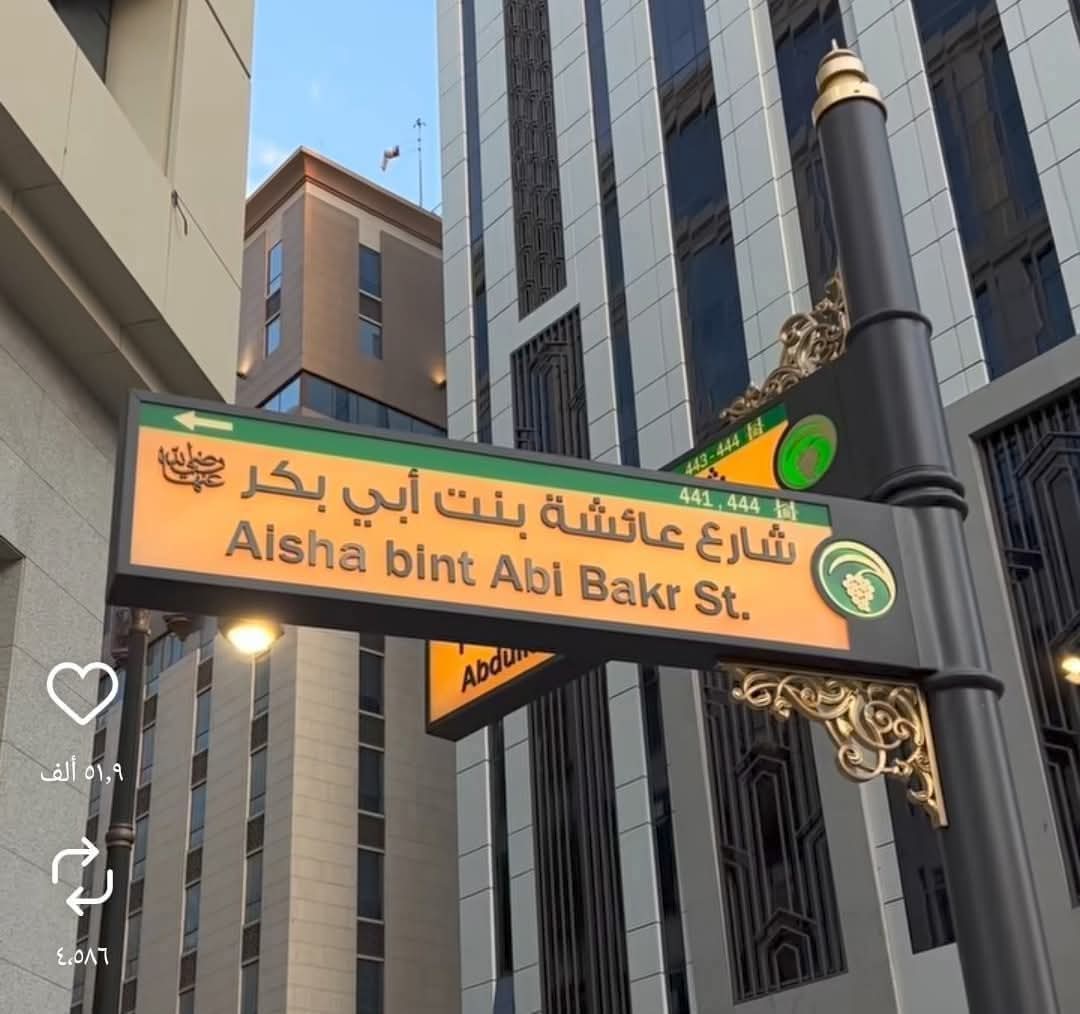 443-444
441 , 444
شارع عائشة بنت أبي بكر رضي الله عنها
Aisha bint Abi Bakr St.
٥١,٩ ألف
٤,٥٨٦